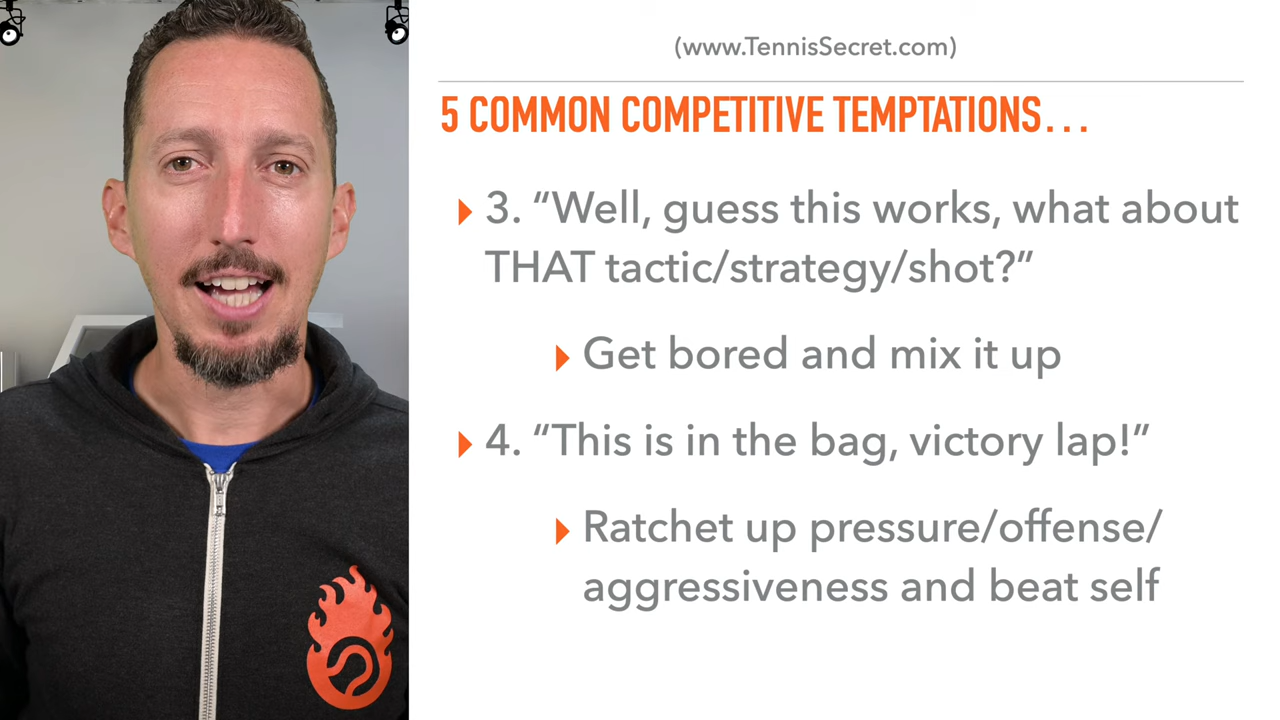 (www.TennisSecret.com)
5 COMMON COMPETITIVE TEMPTATIONS...
3. “Well, guess this works, what about
THAT tactic/strategy/shot?”
Get bored and mix it up
4. “This is in the bag, victory lap!”
Ratchet up pressure/offense/
aggressiveness and beat self